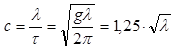 c = λ/τ = √(gλ/2π) = 1,25·√λ